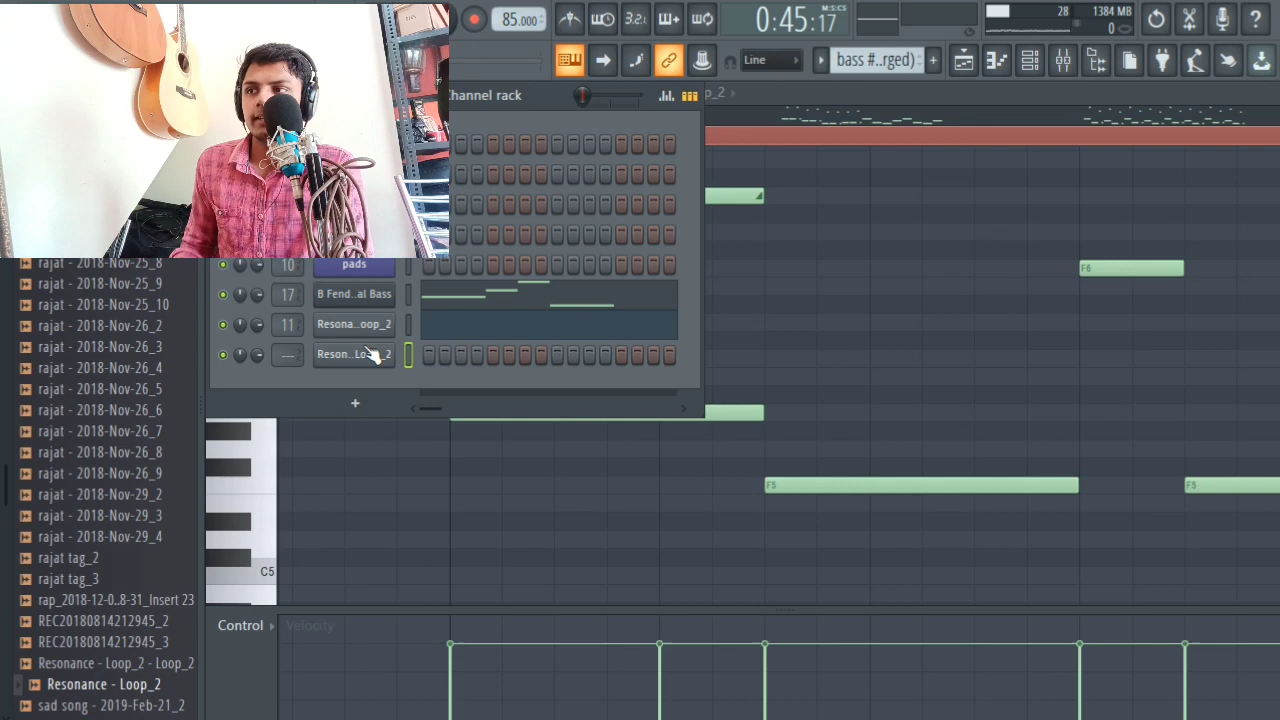 85.000
3.2.
0:45:17
M:S:CS
28
1384 MB
0
Line
bass #..rged)
Channel rack
p_2
10
pads
17
B Fend..al Bass
11
Resona..oop_2
---
Reson..Lo
_2
+
rajat - 2018-Nov-25_8
rajat - 2018-Nov-25_9
rajat - 2018-Nov-25_10
rajat - 2018-Nov-26_2
rajat - 2018-Nov-26_3
rajat - 2018-Nov-26_4
rajat - 2018-Nov-26_5
rajat - 2018-Nov-26_6
rajat - 2018-Nov-26_7
rajat - 2018-Nov-26_8
rajat - 2018-Nov-26_9
rajat - 2018-Nov-29_2
rajat - 2018-Nov-29_3
rajat - 2018-Nov-29_4
rajat tag_2
rajat tag_3
rap_2018-12-0..8-31_Insert 23
REC20180814212945_2
REC20180814212945_3
Resonance - Loop_2 - Loop_2
Resonance - Loop_2
sad song - 2019-Feb-21_2
F6
F5
F5
C5
Control
Velocity